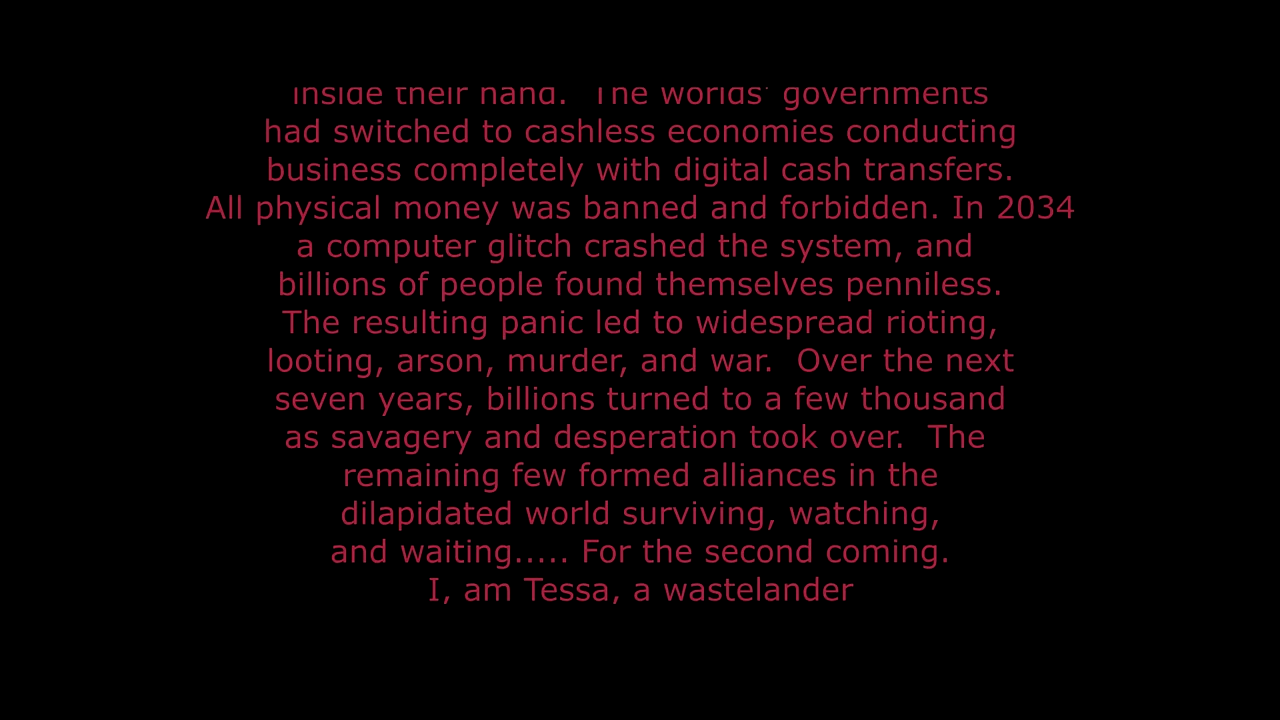 inside their hand.  The worlds' governments
had switched to cashless economies conducting
business completely with digital cash transfers.
All physical money was banned and forbidden. In 2034
a computer glitch crashed the system, and
billions of people found themselves penniless.
The resulting panic led to widespread rioting,
looting, arson, murder, and war.  Over the next
seven years, billions turned to a few thousand
as savagery and desperation took over.  The
remaining few formed alliances in the
dilapidated world surviving, watching,
and waiting..... For the second coming.
I, am Tessa, a wastelander